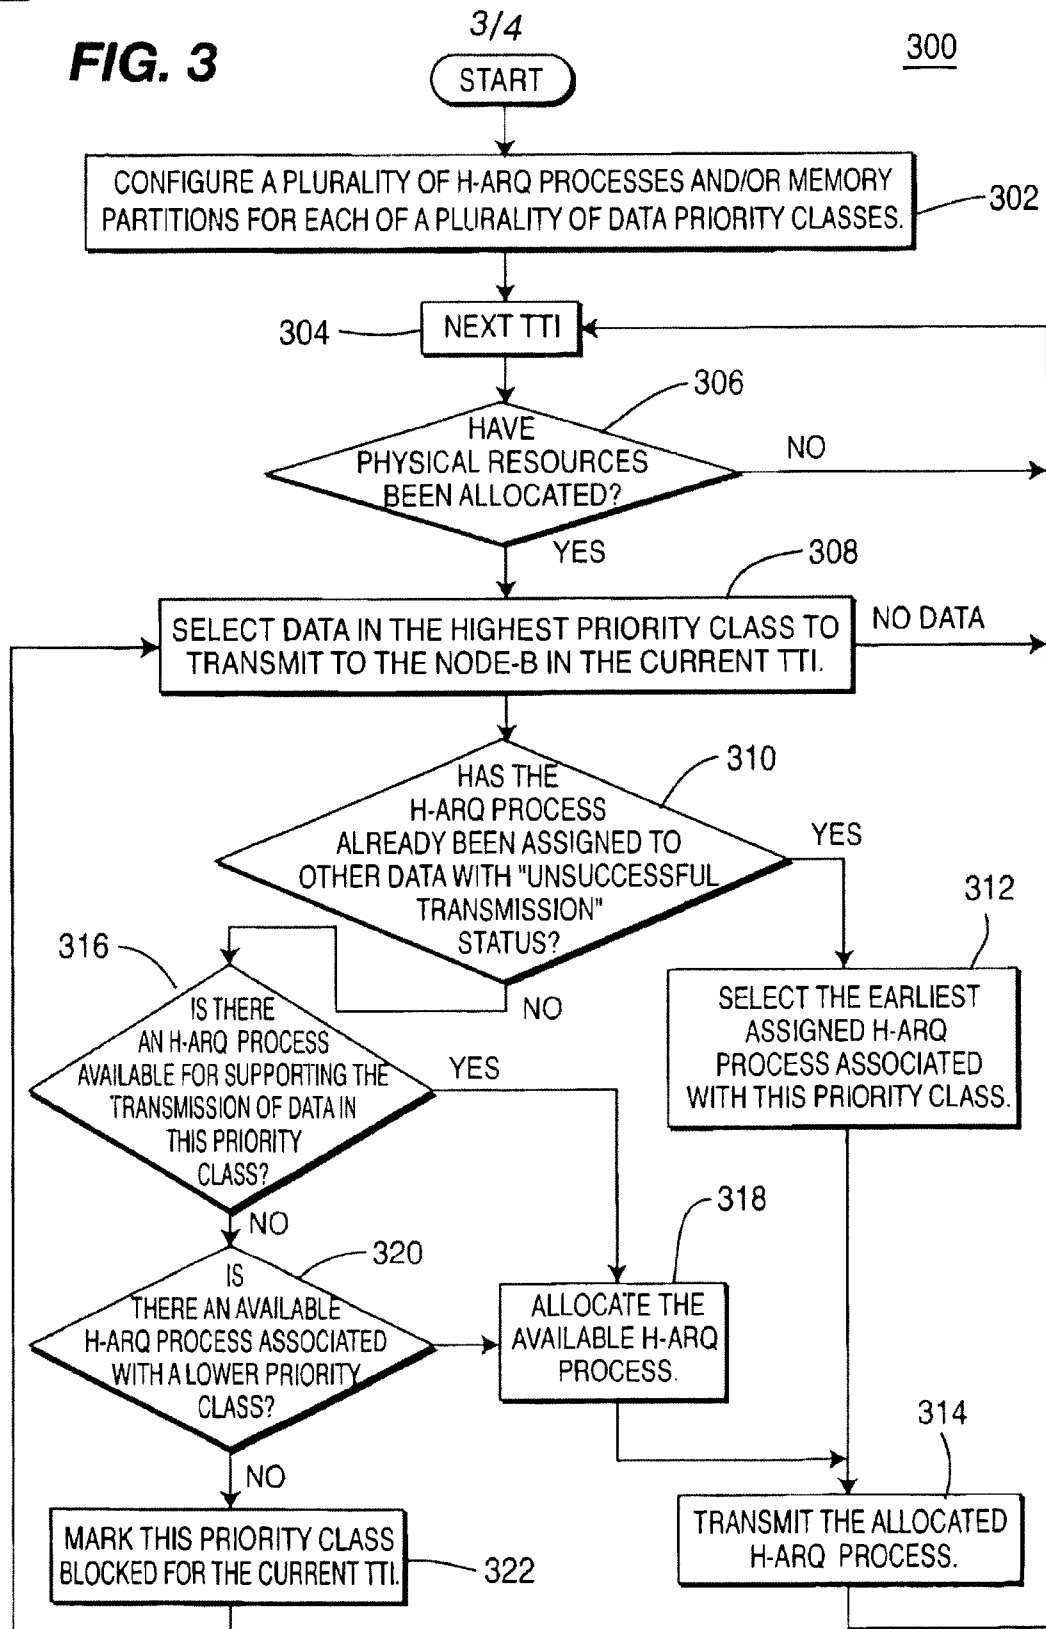 3/4
FIG. 3
300
START
CONFIGURE A PLURALITY OF H-ARQ PROCESSES AND/OR MEMORY
PARTITIONS FOR EACH OF A PLURALITY OF DATA PRIORITY CLASSES.
302
304
NEXT TTI
306
HAVE
PHYSICAL RESOURCES
BEEN ALLOCATED?
NO
YES
308
SELECT DATA IN THE HIGHEST PRIORITY CLASS TO
TRANSMIT TO THE NODE-B IN THE CURRENT TTI.
NO DATA
310
HAS THE
H-ARQ PROCESS
ALREADY BEEN ASSIGNED TO
OTHER DATA WITH "UNSUCCESSFUL
TRANSMISSION"
STATUS?
YES
NO
312
SELECT THE EARLIEST
ASSIGNED H-ARQ
PROCESS ASSOCIATED
WITH THIS PRIORITY CLASS.
316
IS THERE
AN H-ARQ PROCESS
AVAILABLE FOR SUPPORTING THE
TRANSMISSION OF DATA IN
THIS PRIORITY
CLASS?
YES
NO
318
ALLOCATE THE
AVAILABLE H-ARQ
PROCESS.
320
IS
THERE AN AVAILABLE
H-ARQ PROCESS ASSOCIATED
WITH A LOWER PRIORITY
CLASS?
NO
314
TRANSMIT THE ALLOCATED
H-ARQ PROCESS.
MARK THIS PRIORITY CLASS
BLOCKED FOR THE CURRENT TTI.
322